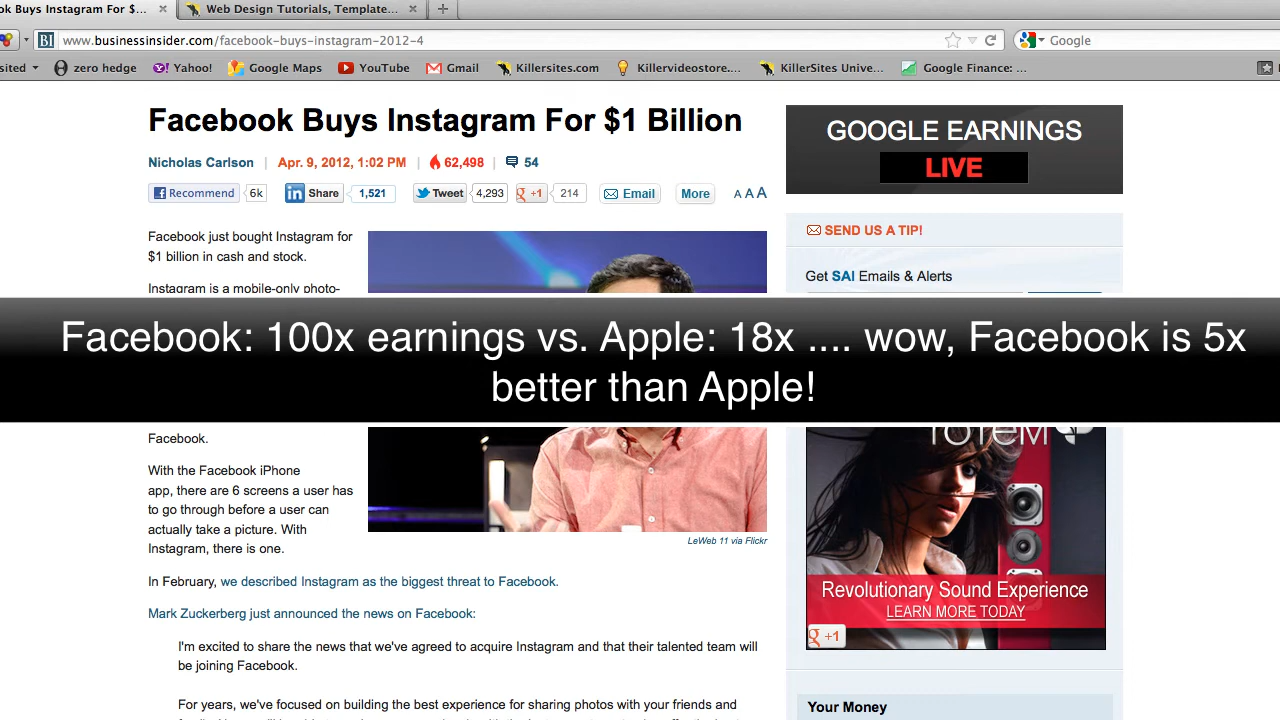 ok Buys Instagram For $...
Web Design Tutorials, Template...
BI
www.businessinsider.com/facebook-buys-instagram-2012-4
Google
sited
zero hedge
Yahoo!
Google Maps
YouTube
Gmail
Killersites.com
Killervideostore....
KillerSites Unive...
Google Finance: ...
Facebook Buys Instagram For $1 Billion
Nicholas Carlson | Apr. 9, 2012, 1:02 PM | 62,498 | 54
Recommend 6k
Share 1,521
Tweet 4,293
+1 214
Email
More
A A A
Facebook just bought Instagram for
$1 billion in cash and stock.
Instagram is a mobile-only photo-
GOOGLE EARNINGS
LIVE
SEND US A TIP!
Get SAI Emails & Alerts
Facebook: 100x earnings vs. Apple: 18x .... wow, Facebook is 5x
better than Apple!
Facebook.
With the Facebook iPhone
app, there are 6 screens a user has
to go through before a user can
actually take a picture. With
Instagram, there is one.
LeWeb 11 via Flickr
In February, we described Instagram as the biggest threat to Facebook.
Mark Zuckerberg just announced the news on Facebook:
I'm excited to share the news that we've agreed to acquire Instagram and that their talented team will
be joining Facebook.
For years, we've focused on building the best experience for sharing photos with your friends and
TOTEM
Revolutionary Sound Experience
LEARN MORE TODAY
+1
Your Money